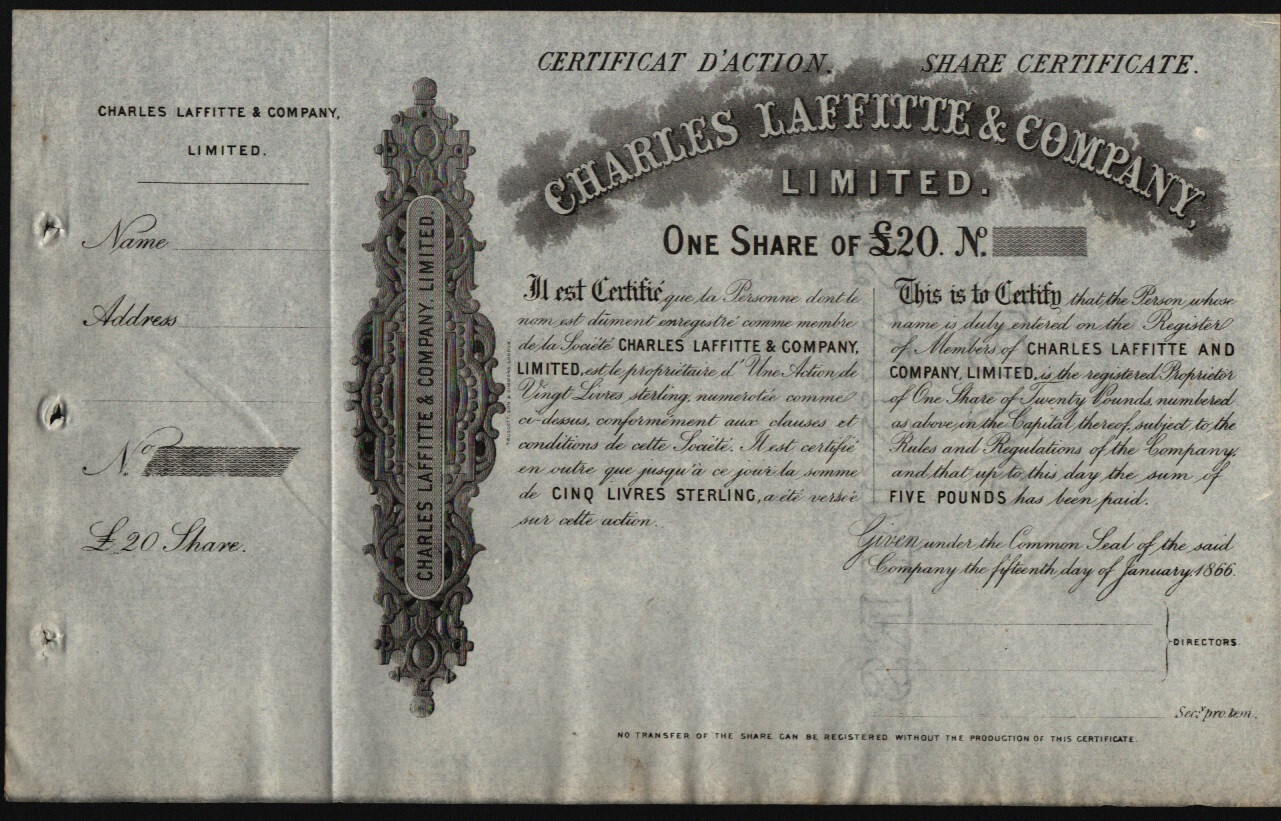 CHARLES LAFFITTE & COMPANY,
LIMITED.
Name
Address
No.
£20 Share.
CHARLES LAFFITTE & COMPANY, LIMITED.
CERTIFICAT D'ACTION. SHARE CERTIFICATE.
CHARLES LAFFITTE & COMPANY,
LIMITED.
ONE SHARE OF £20. No.
Il est Certifié que la Personne dont le
nom est dûment enregistré comme membre
de la Société CHARLES LAFFITTE & COMPANY,
LIMITED, est le propriétaire d'Une Action de
Vingt Livres sterling, numerotée comme
ci-dessus, conformément aux clauses et
conditions de cette Société. Il est certifié
en outre que jusqu'à ce jour la somme
de CINQ LIVRES STERLING, a été versée
sur cette action.
This is to Certify that the Person whose
name is duly entered on the Register
of Members of CHARLES LAFFITTE AND
COMPANY, LIMITED, is the registered Proprietor
of One Share of Twenty Pounds, numbered
as above in the Capital thereof, subject to the
Rules and Regulations of the Company,
and that up to this day the sum of
FIVE POUNDS has been paid.
Given under the Common Seal of the said
Company the fifteenth day of January, 1866.
DIRECTORS.
Secy. pro. tem.
NO TRANSFER OF THE SHARE CAN BE REGISTERED WITHOUT THE PRODUCTION OF THIS CERTIFICATE.